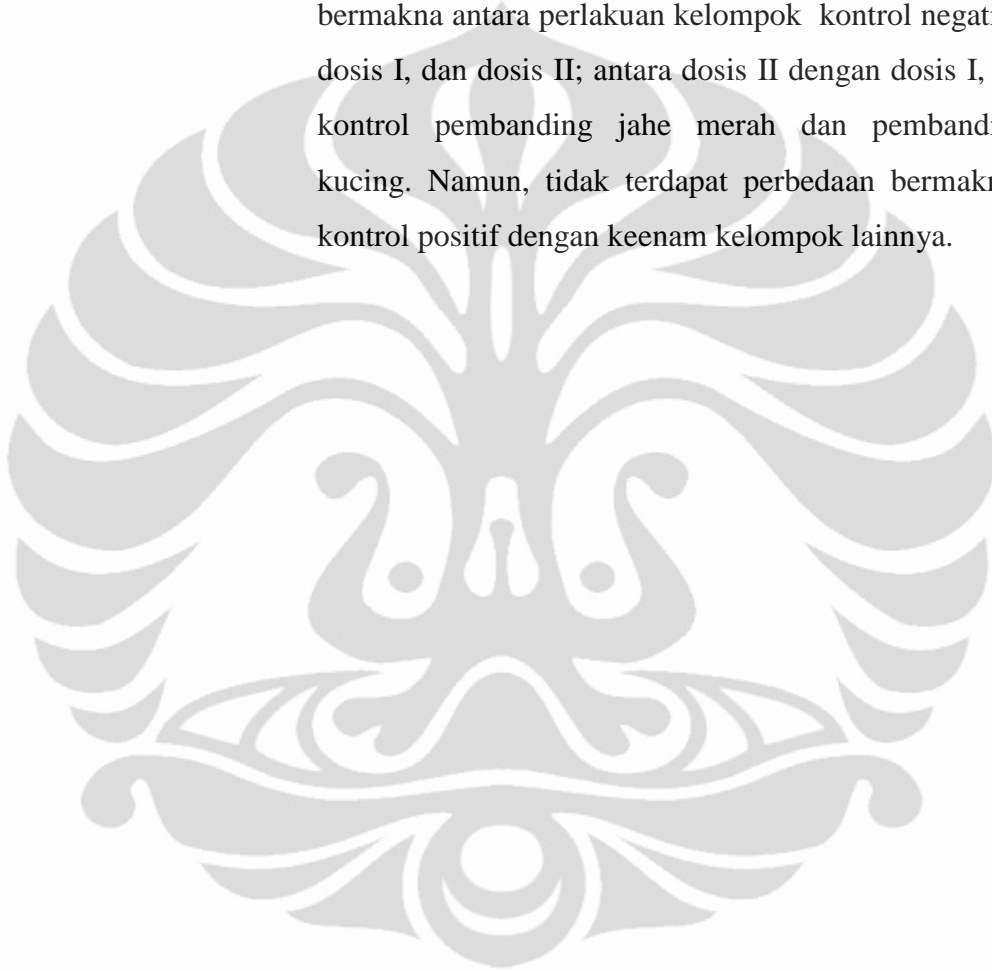 bermakna antara perlakuan kelompok kontrol
dosis I, dan dosis II; antara dosis II dengan dosis I,
kontrol pembanding jahe merah dan
kucing. Namun, tidak terdapat perbedaan
kontrol positif dengan keenam kelompok lainnya.